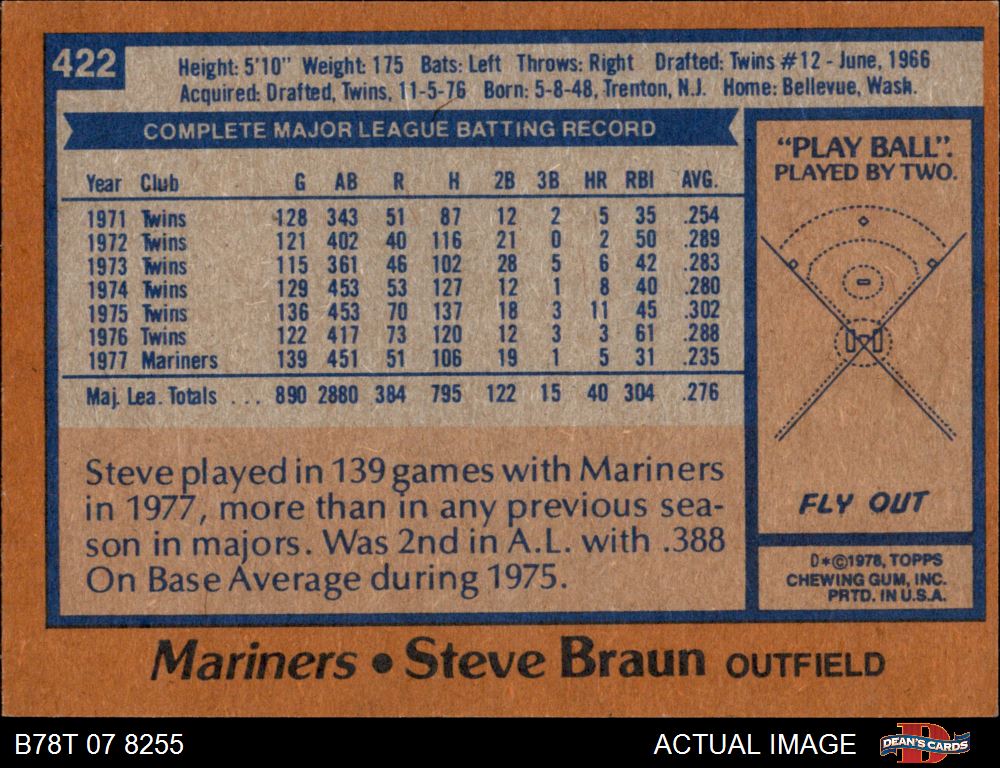 422
Height: 5'10" Weight: 175 Bats: Left Throws: Right Drafted: Twins #12 - June, 1966
Acquired: Drafted, Twins, 11-5-76 Born: 5-8-48, Trenton, N.J. Home: Bellevue, Wash.
COMPLETE MAJOR LEAGUE BATTING RECORD
Year Club G AB R H 2B 3B HR RBI AVG.
1971 Twins 128 343 51 87 12 2 5 35 .254
1972 Twins 121 402 40 116 21 0 2 50 .289
1973 Twins 115 361 46 102 28 5 6 42 .283
1974 Twins 129 453 53 127 12 1 8 40 .280
1975 Twins 136 453 70 137 18 3 11 45 .302
1976 Twins 122 417 73 120 12 3 3 61 .288
1977 Mariners 139 451 51 106 19 1 5 31 .235
Maj. Lea. Totals . . . 890 2880 384 795 122 15 40 304 .276
Steve played in 139 games with Mariners
in 1977, more than in any previous sea-
son in majors. Was 2nd in A.L. with .388
On Base Average during 1975.
"PLAY BALL".
PLAYED BY TWO.
FLY OUT
D*©1978, TOPPS
CHEWING GUM, INC.
PRTD. IN U.S.A.
Mariners • Steve Braun OUTFIELD
B78T 07 8255
ACTUAL IMAGE
DEAN'S CARDS